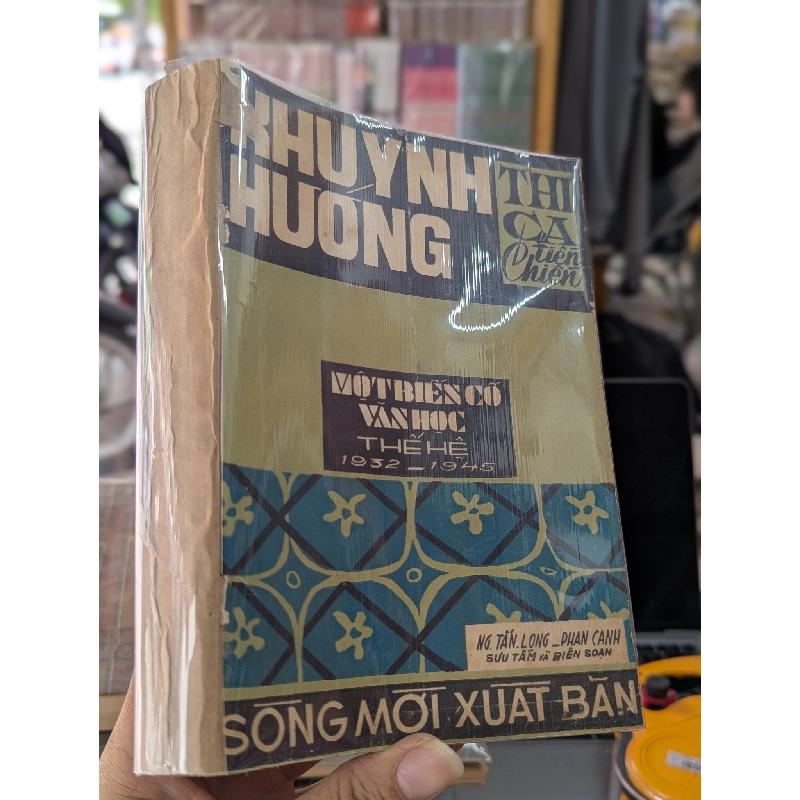 KHUYNH
HƯỚNG
THI
CA
tiền
Chiến
MỘT BIẾN CỐ
VĂN HỌC
THẾ HỆ
1932 - 1945
NG. TẤN. LONG - PHAN CANH
SƯU TẦM VÀ BIÊN SOẠN
SỐNG MỚI XUẤT BẢN